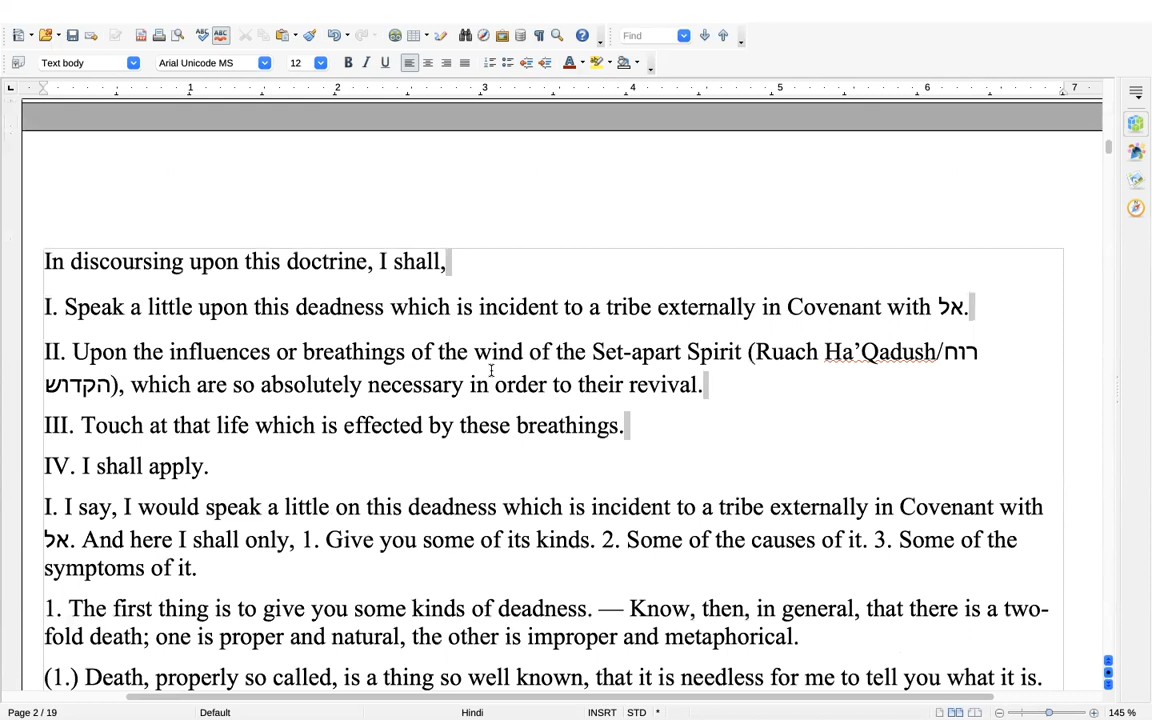 Find
Text body
Arial Unicode MS
12
1 2 3 4 5 6 7
In discoursing upon this doctrine, I shall,
I. Speak a little upon this deadness which is incident to a tribe externally in Covenant with אל.
II. Upon the influences or breathings of the wind of the Set-apart Spirit (Ruach Ha’Qadush/רוח
הקדוש), which are so absolutely necessary in order to their revival.
III. Touch at that life which is effected by these breathings.
IV. I shall apply.
I. I say, I would speak a little on this deadness which is incident to a tribe externally in Covenant with
אל. And here I shall only, 1. Give you some of its kinds. 2. Some of the causes of it. 3. Some of the
symptoms of it.
1. The first thing is to give you some kinds of deadness. — Know, then, in general, that there is a two-
fold death; one is proper and natural, the other is improper and metaphorical.
(1.) Death, properly so called, is a thing so well known, that it is needless for me to tell you what it is.
Page 2 / 19
Default
Hindi
INSRT
STD
*
145 %